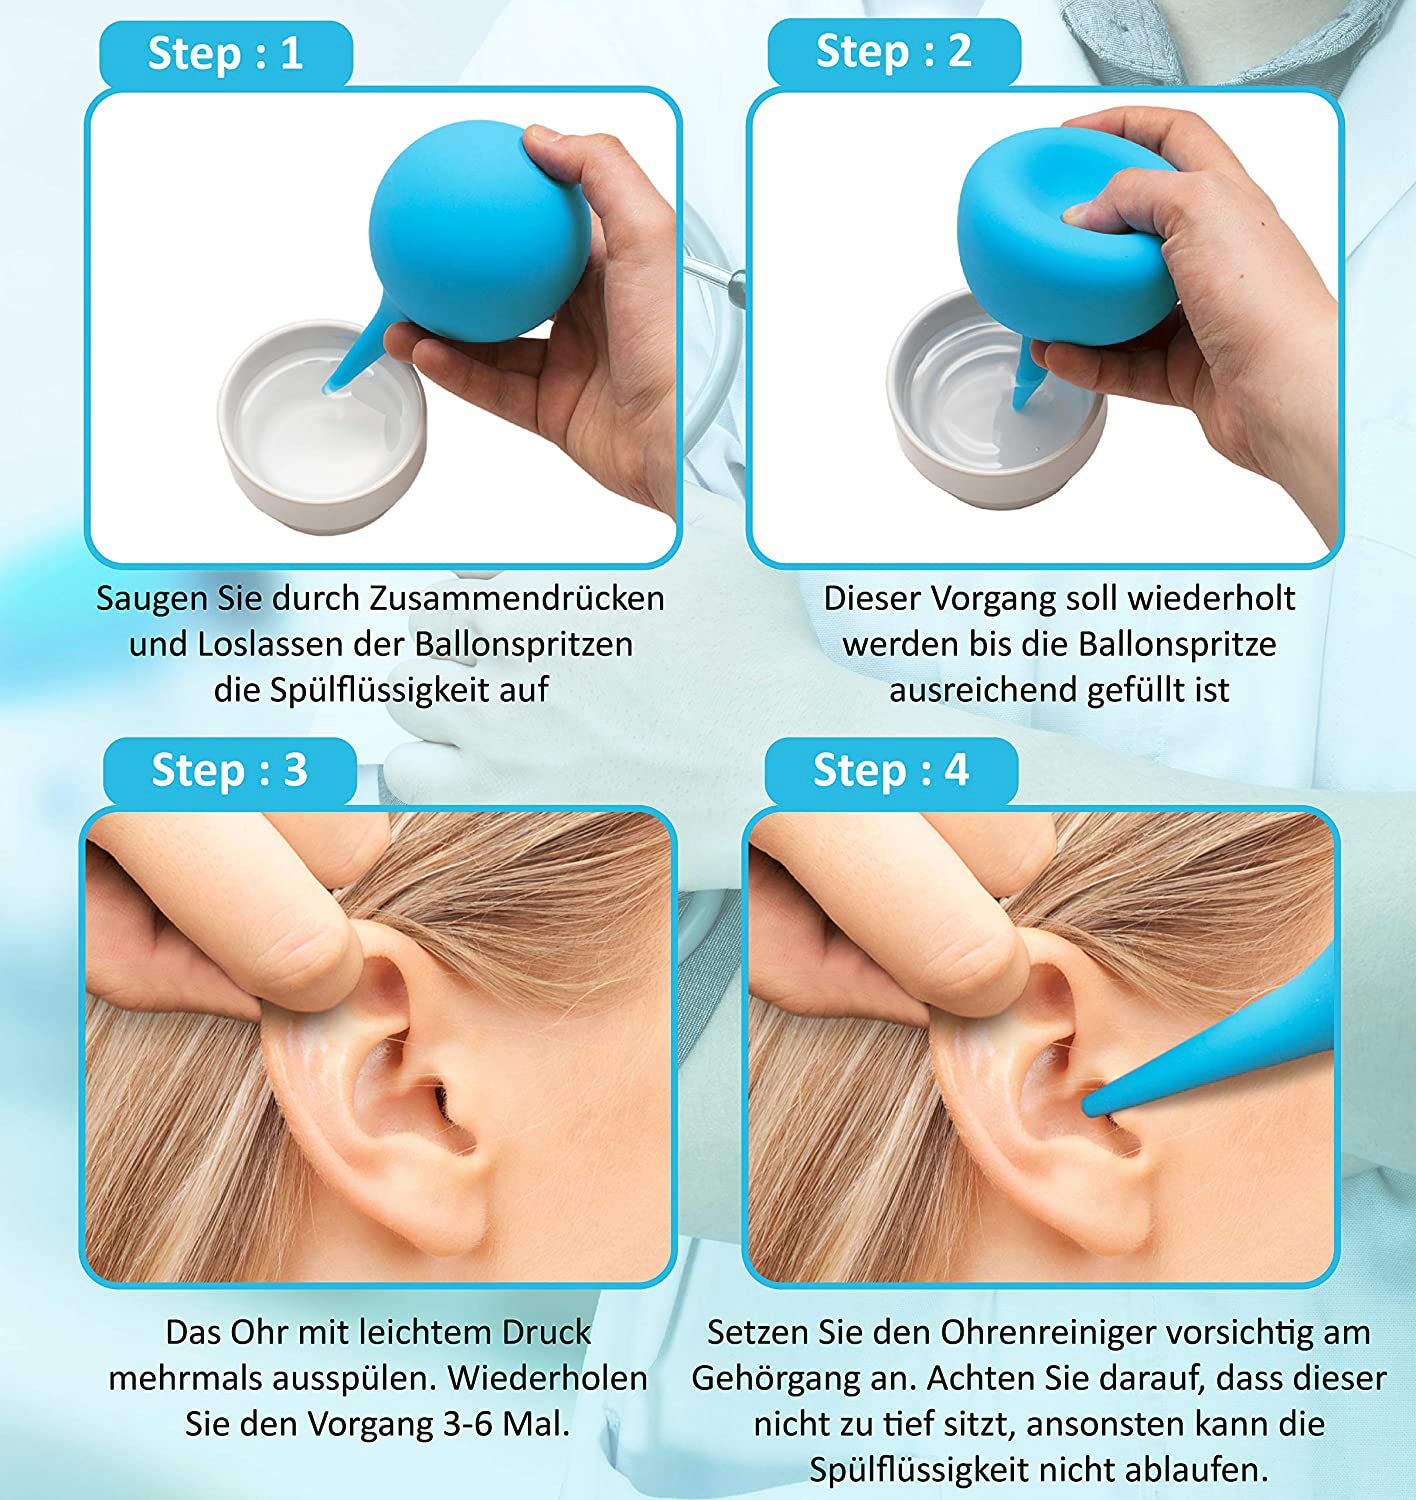 Step : 1
Saugen Sie durch Zusammendrücken
und Loslassen der Ballonspritzen
die Spülflüssigkeit auf
Step : 2
Dieser Vorgang soll wiederholt
werden bis die Ballonspritze
ausreichend gefüllt ist
Step : 3
Das Ohr mit leichtem Druck
mehrmals ausspülen. Wiederholen
Sie den Vorgang 3-6 Mal.
Step : 4
Setzen Sie den Ohrenreiniger vorsichtig am
Gehörgang an. Achten Sie darauf, dass dieser
nicht zu tief sitzt, ansonsten kann die
Spülflüssigkeit nicht ablaufen.